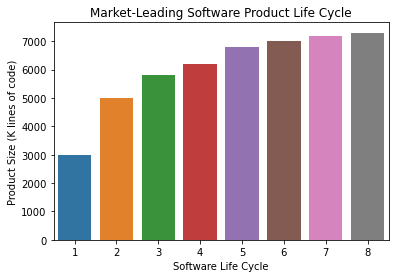 Market-Leading Software Product Life Cycle
Product Size (K lines of code)
7000
6000
5000
4000
3000
2000
1000
0
1 2 3 4 5 6 7 8
Software Life Cycle